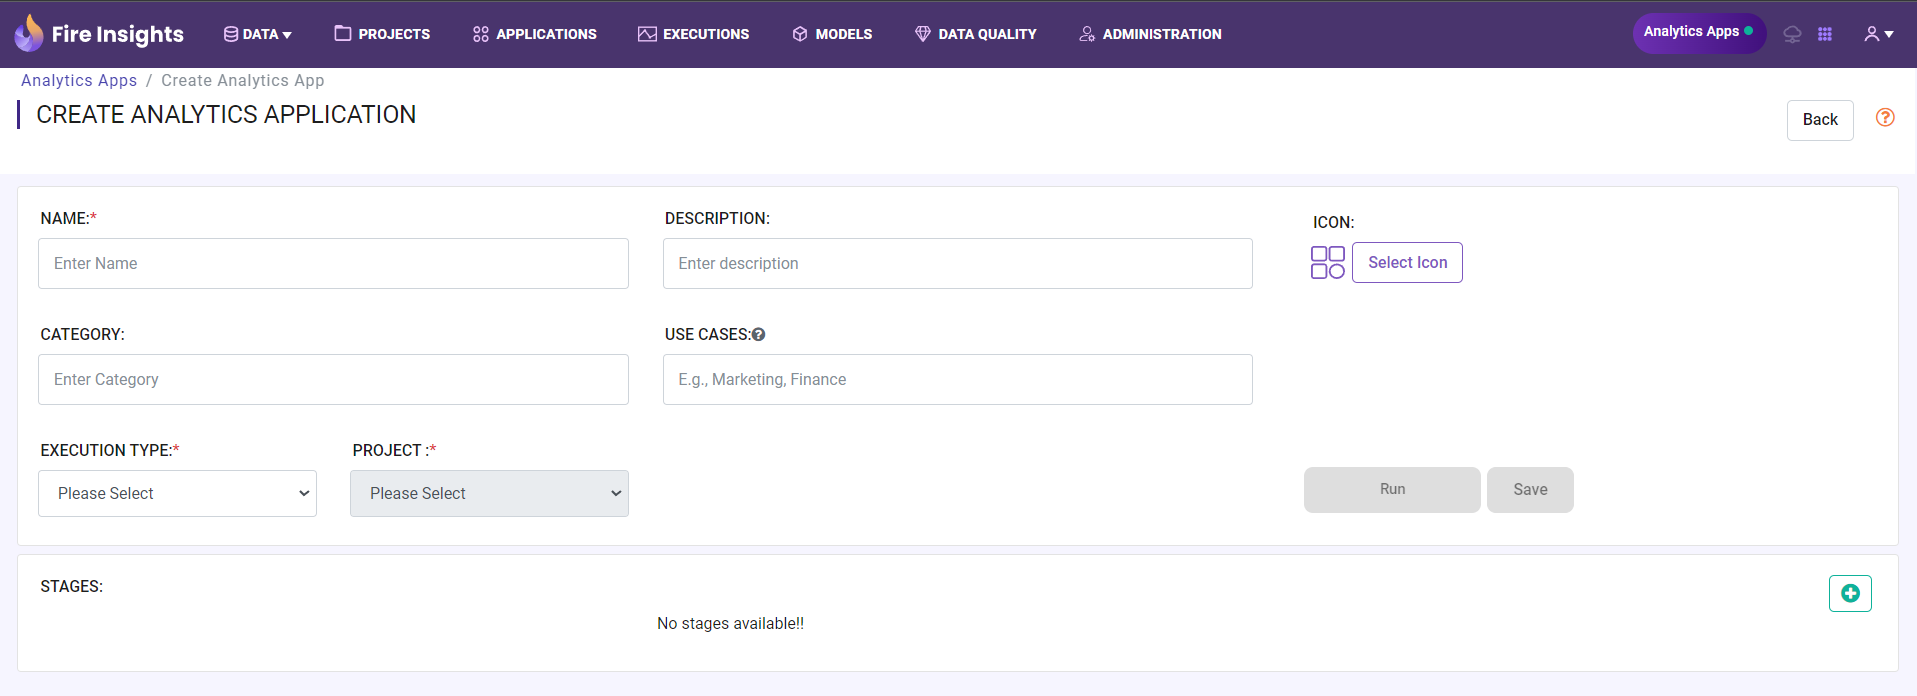 Fire Insights DATA PROJECTS APPLICATIONS EXECUTIONS MODELS DATA QUALITY ADMINISTRATION Analytics Apps
Analytics Apps / Create Analytics App
CREATE ANALYTICS APPLICATION
Back ?
NAME:* DESCRIPTION: ICON:
Enter Name Enter description Select Icon
CATEGORY: USE CASES:?
Enter Category E.g., Marketing, Finance
EXECUTION TYPE:* PROJECT :*
Please Select Please Select Run Save
STAGES:
No stages available!!